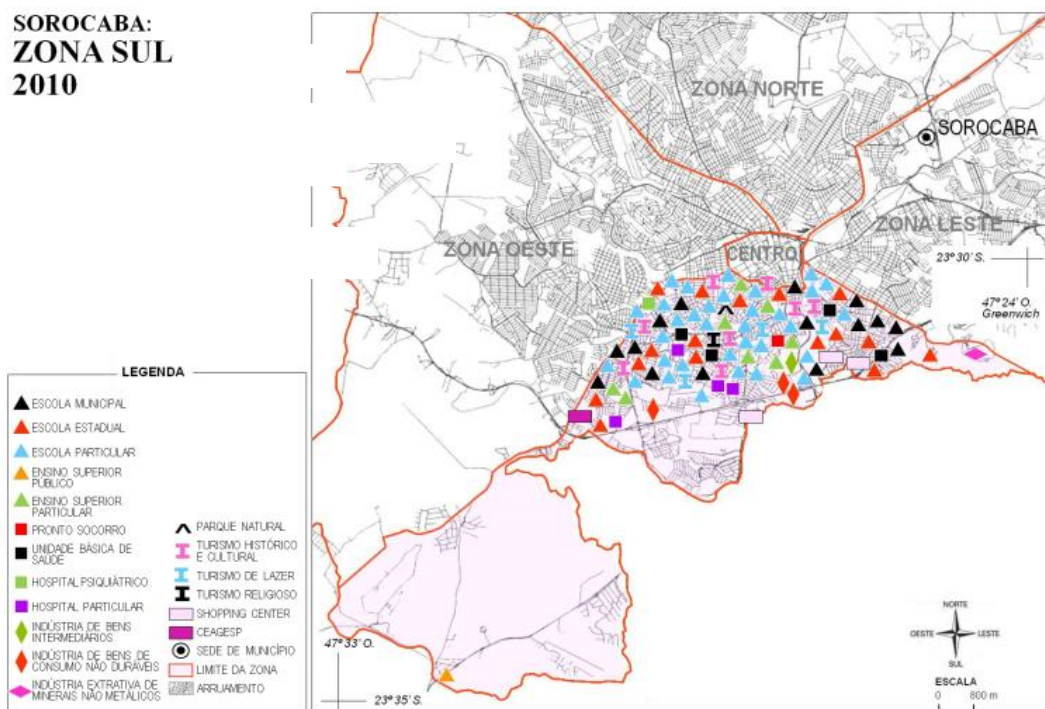 SOROCABA:
ZONA SUL
2010
ZONA NORTE
SOROCABA
ZONA OESTE
CENTRO
ZONA LESTE
23º 30' S.
47º 24' O.
Greenwich
LEGENDA
ESCOLA MUNICIPAL
ESCOLA ESTADUAL
ESCOLA PARTICULAR
ENSINO SUPERIOR
PÚBLICO
ENSINO SUPERIOR
PARTICULAR
PRONTO SOCORRO
UNIDADE BÁSICA DE
SAÚDE
HOSPITAL PSIQUIÁTRICO
HOSPITAL PARTICULAR
INDÚSTRIA DE BENS
INTERMEDIÁRIOS
INDÚSTRIA DE BENS DE
CONSUMO NÃO DURÁVEIS
INDÚSTRIA EXTRATIVA DE
MINERAIS NÃO METÁLICOS
PARQUE NATURAL
TURISMO HISTÓRICO
E CULTURAL
TURISMO DE LAZER
TURISMO RELIGIOSO
SHOPPING CENTER
CEAGESP
SEDE DE MUNICÍPIO
LIMITE DA ZONA
ARRUAMENTO
47º 33' O.
23º 35' S.
NORTE
OESTE
LESTE
SUL
ESCALA
0 800 m